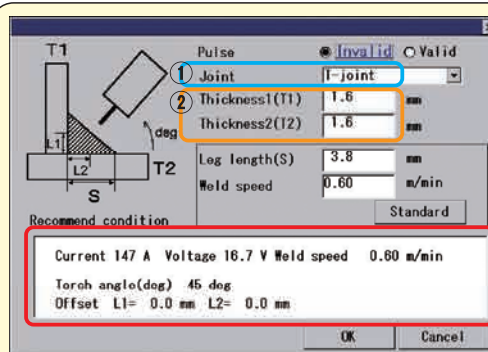 T1
deg
L1
L2
T2
S
Pulse Invalid Valid
① Joint T-joint
② Thickness1(T1) 1.6 mm
Thickness2(T2) 1.6 mm
Leg length(S) 3.8 mm
Weld speed 0.60 m/min
Standard
Recommend condition
Current 147 A Voltage 16.7 V Weld speed 0.60 m/min
Torch angle(deg) 45 deg
Offset L1= 0.0 mm L2= 0.0 mm
OK Cancel